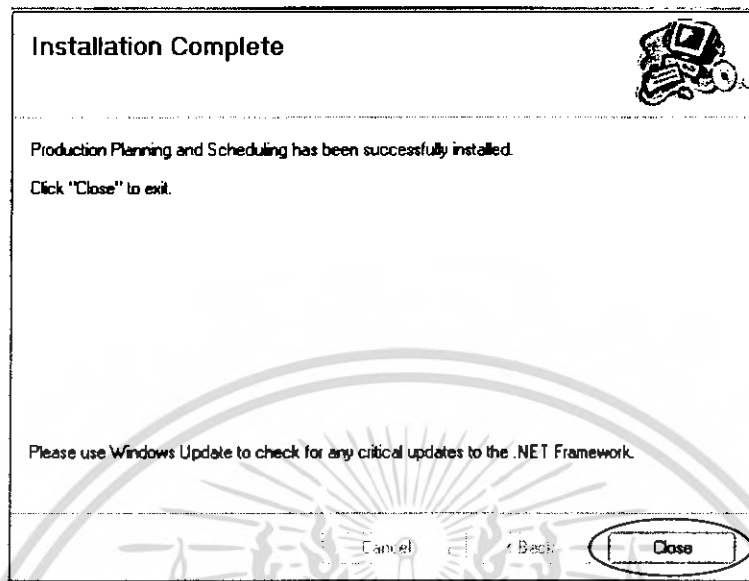 Installation Complete
Production Planning and Scheduling has been successfully installed.
Click "Close" to exit.
Please use Windows Update to check for any critical updates to the .NET Framework.
Cancel < Back Close